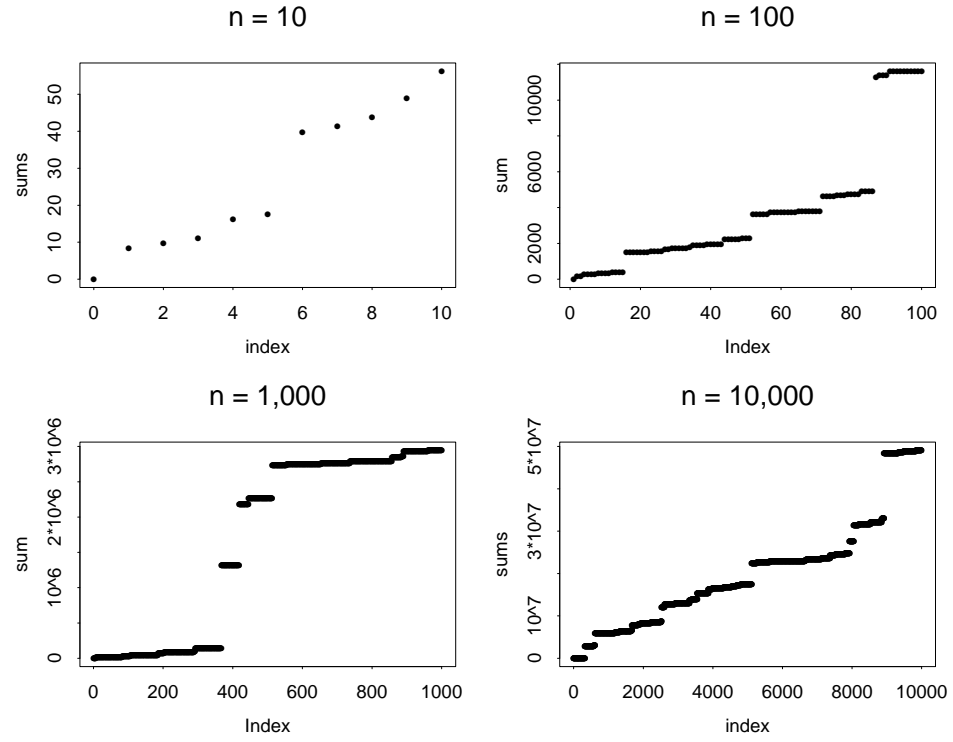 n = 10
sums
50
40
30
20
10
0
0 2 4 6 8 10
index
n = 100
sum
10000
6000
2000
0
0 20 40 60 80 100
Index
n = 1,000
sum
3*10^6
2*10^6
10^6
0
0 200 400 600 800 1000
Index
n = 10,000
sums
5*10^7
3*10^7
10^7
0
0 2000 4000 6000 8000 10000
index